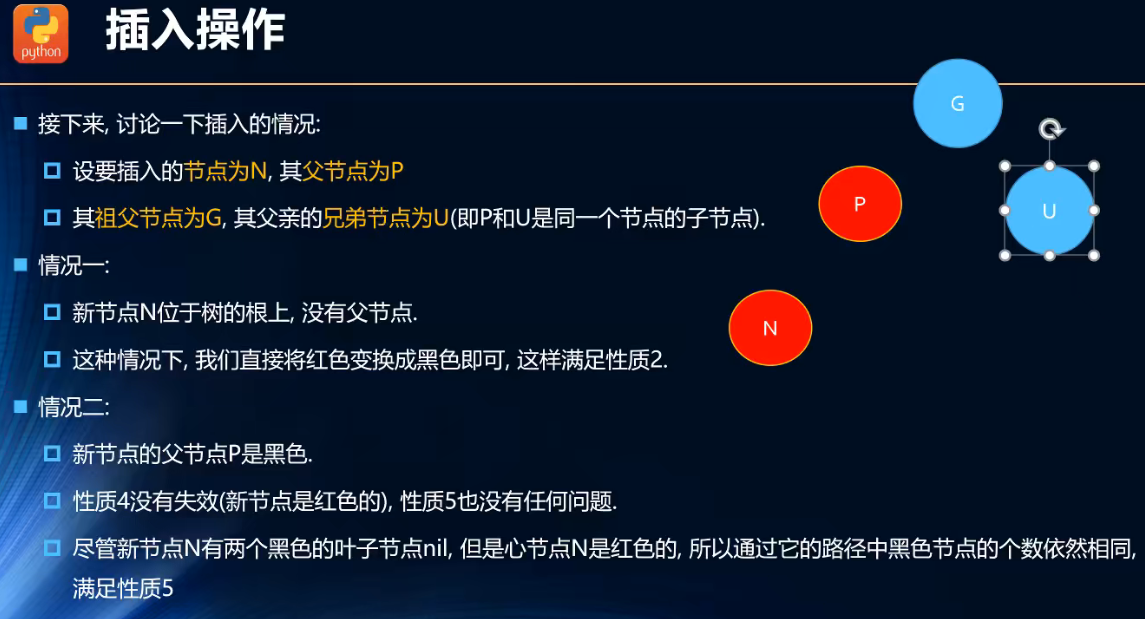 python
插入操作
接下来, 讨论一下插入的情况:
设要插入的节点为N, 其父节点为P
其祖父节点为G, 其父亲的兄弟节点为U(即P和U是同一个节点的子节点).
情况一:
新节点N位于树的根上, 没有父节点.
这种情况下, 我们直接将红色变换成黑色即可, 这样满足性质2.
情况二:
新节点的父节点P是黑色.
性质4没有失效(新节点是红色的), 性质5也没有任何问题.
尽管新节点N有两个黑色的叶子节点nil, 但是心节点N是红色的, 所以通过它的路径中黑色节点的个数依然相同,
满足性质5
G
P
U
N